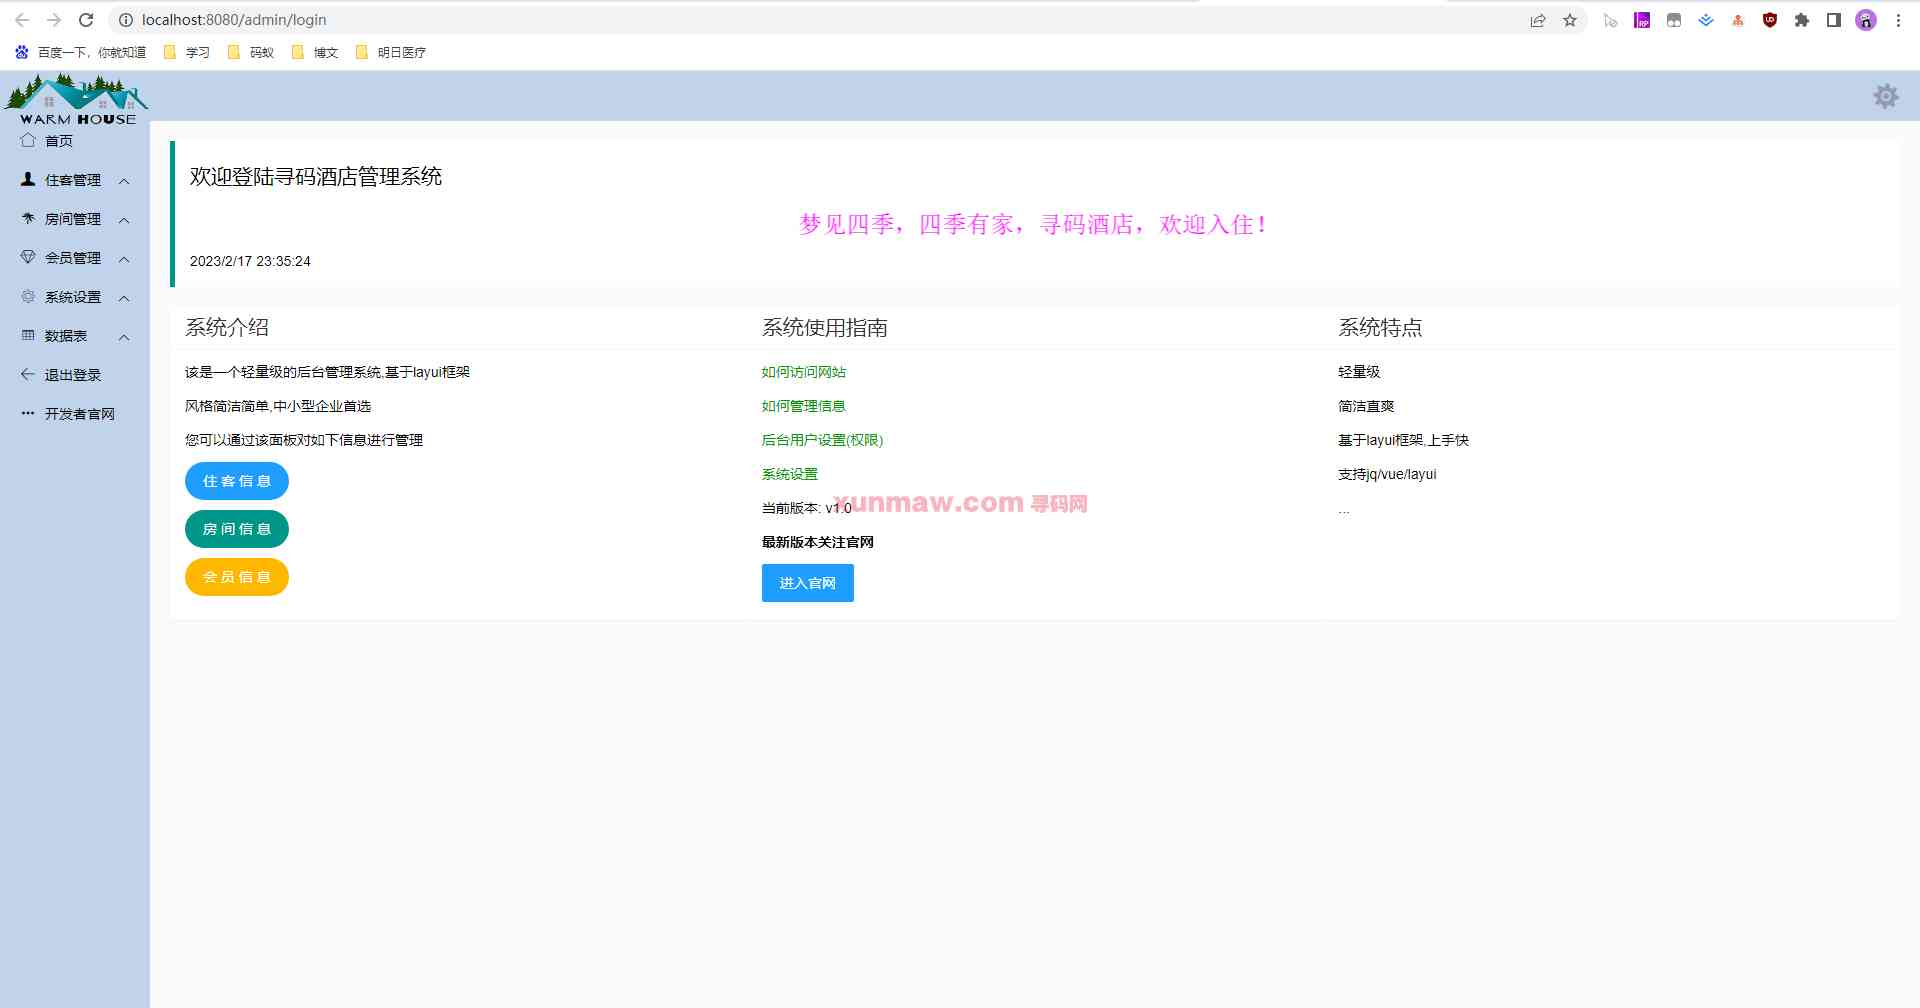 localhost:8080/admin/login
百度一下，你就知道
学习
码蚁
博文
明日医疗
WARM HOUSE
首页
住客管理
房间管理
会员管理
系统设置
数据表
退出登录
开发者官网
欢迎登陆寻码酒店管理系统
梦见四季，四季有家，寻码酒店，欢迎入住！
2023/2/17 23:35:24
系统介绍
该是一个轻量级的后台管理系统,基于layui框架
风格简洁简单,中小型企业首选
您可以通过该面板对如下信息进行管理
住客信息
房间信息
会员信息
系统使用指南
如何访问网站
如何管理信息
后台用户设置(权限)
系统设置
当前版本: v1.0
最新版本关注官网
进入官网
系统特点
轻量级
简洁直爽
基于layui框架,上手快
支持jq/vue/layui
...
xunmaw.com 寻码网